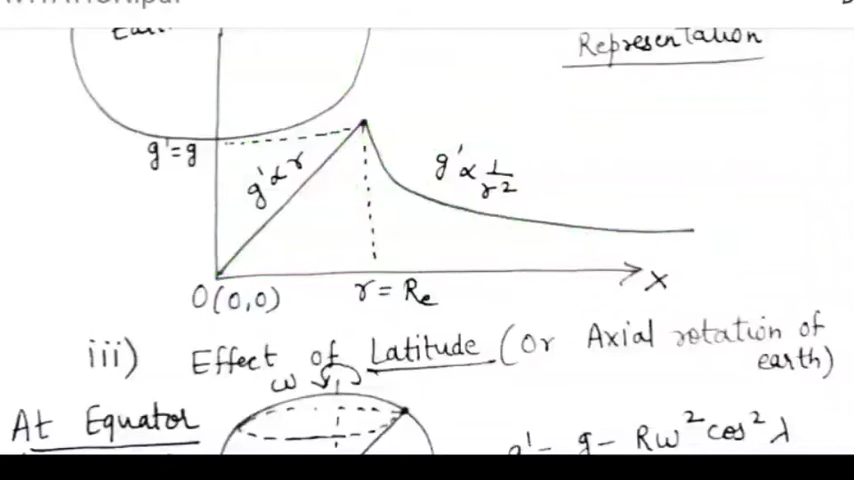 Representation
g' = g
g' ∝ r
g' ∝ 1/r²
O(0,0)
r = Re
X
iii) Effect of Latitude (Or Axial rotation of earth)
ω
At Equator
g' = g - Rω² cos² λ